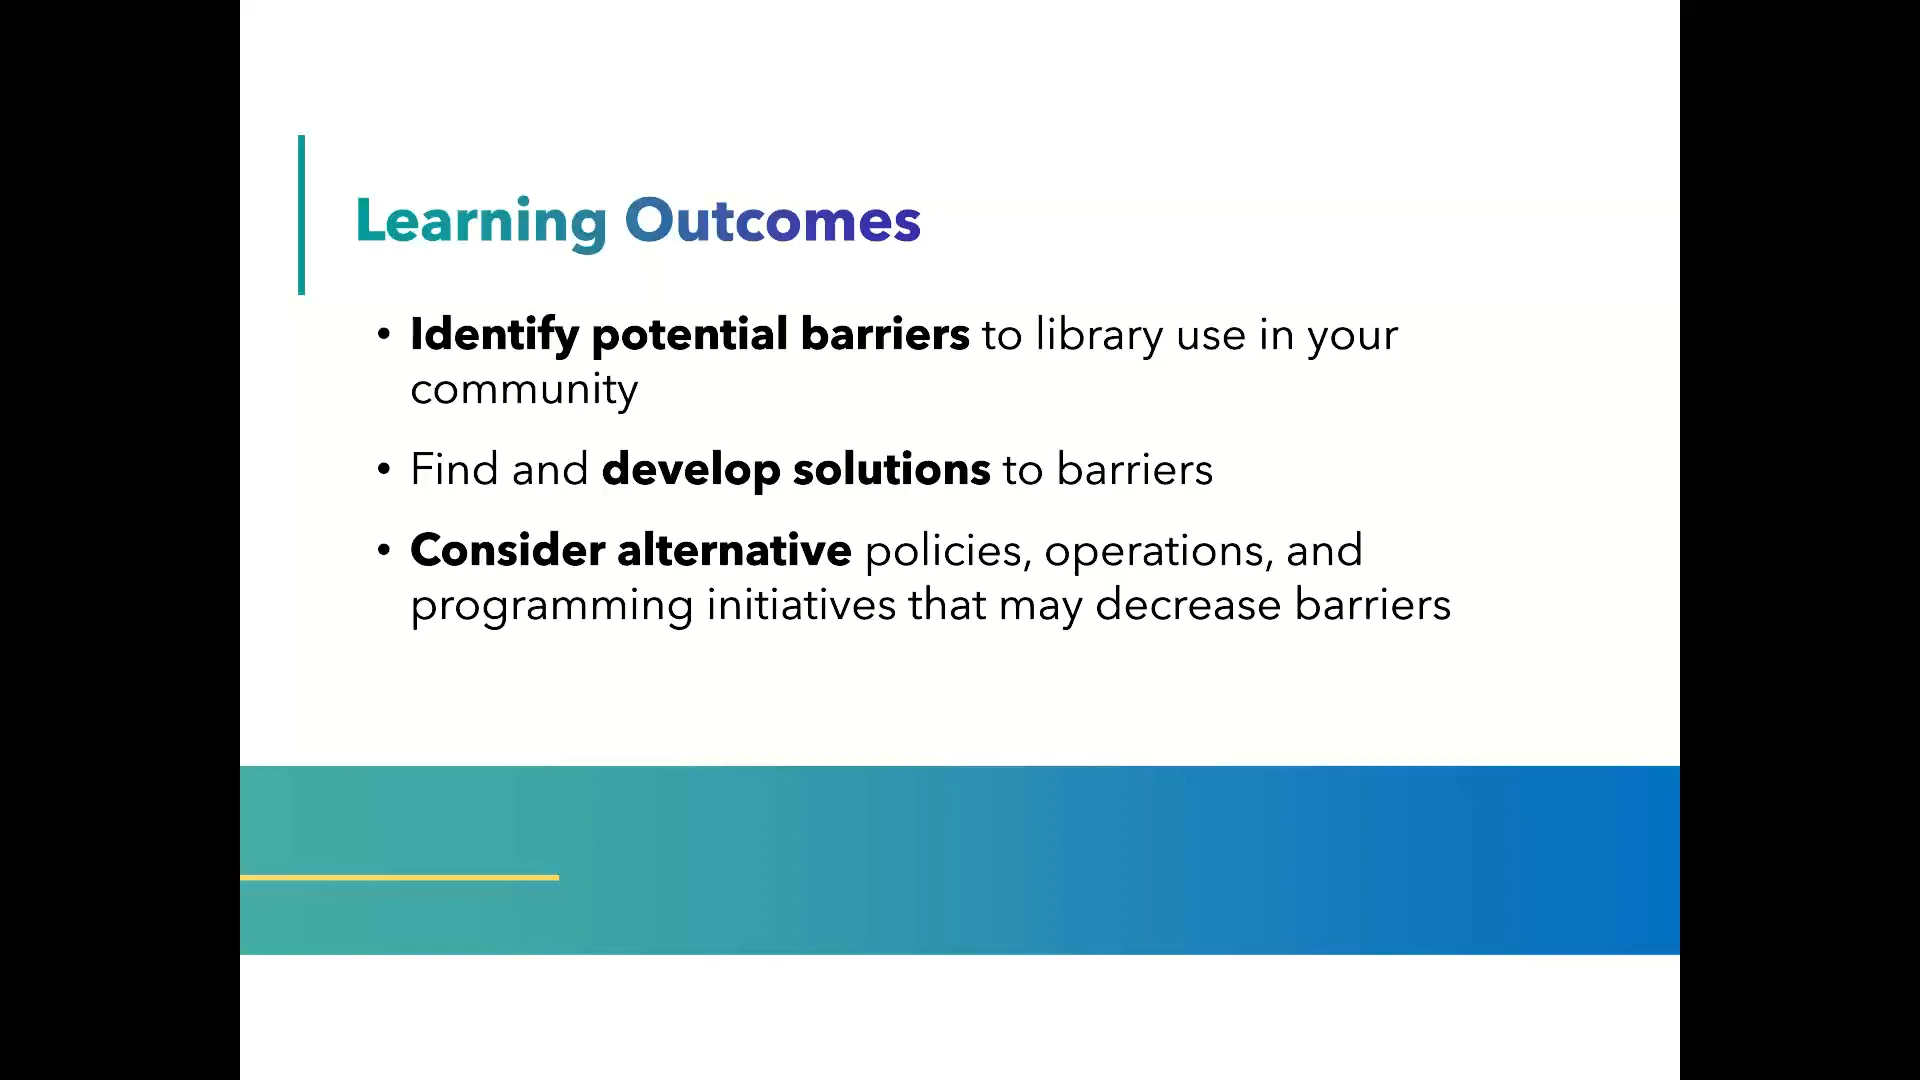 Learning Outcomes
• Identify potential barriers to library use in your
community
• Find and develop solutions to barriers
• Consider alternative policies, operations, and
programming initiatives that may decrease barriers